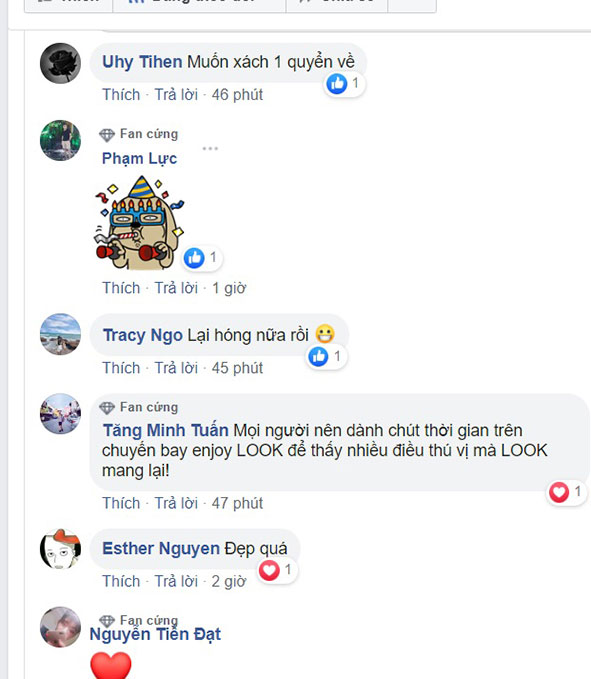 Uhy Tihen Muốn xách 1 quyển về
1
Thích · Trả lời · 46 phút
Fan cứng
Phạm Lực
1
Thích · Trả lời · 1 giờ
Tracy Ngo Lại hóng nữa rồi
1
Thích · Trả lời · 45 phút
Fan cứng
Tăng Minh Tuấn Mọi người nên dành chút thời gian trên
chuyến bay enjoy LOOK để thấy nhiều điều thú vị mà LOOK
mang lại!
1
Thích · Trả lời · 47 phút
Esther Nguyen Đẹp quá
1
Thích · Trả lời · 2 giờ
Fan cứng
Nguyễn Tiến Đạt